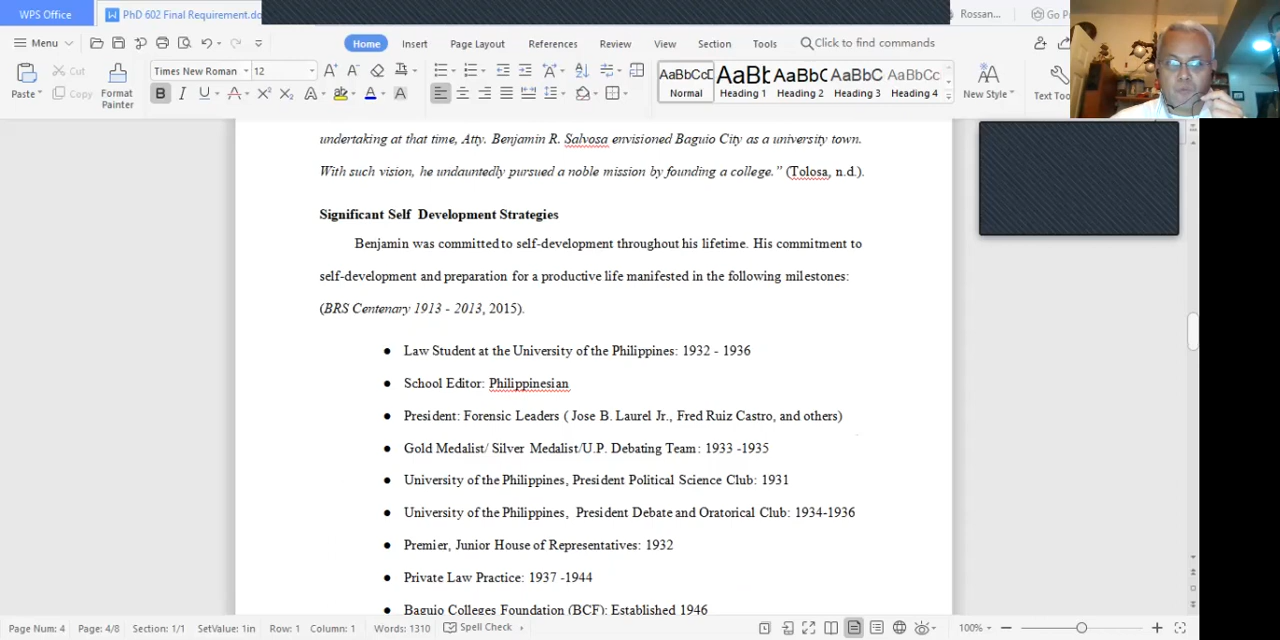 WPS Office
PhD 602 Final Requirement.do
Rossan...
Go P
Menu
Home
Insert
Page Layout
References
Review
View
Section
Tools
Click to find commands
Paste
Cut
Copy
Format Painter
Times New Roman
12
AaBbCcD
Normal
AaBb
Heading 1
AaBbC
Heading 2
AaBbCc
Heading 3
AaBbCc
Heading 4
New Style
Text Too
undertaking at that time, Atty. Benjamin R. Salvosa envisioned Baguio City as a university town.
With such vision, he undauntedly pursued a noble mission by founding a college.” (Tolosa, n.d.).
Significant Self Development Strategies
Benjamin was committed to self-development throughout his lifetime. His commitment to
self-development and preparation for a productive life manifested in the following milestones:
(BRS Centenary 1913 - 2013, 2015).
● Law Student at the University of the Philippines: 1932 - 1936
● School Editor: Philippinesian
● President: Forensic Leaders ( Jose B. Laurel Jr., Fred Ruiz Castro, and others)
● Gold Medalist/ Silver Medalist/U.P. Debating Team: 1933 -1935
● University of the Philippines, President Political Science Club: 1931
● University of the Philippines, President Debate and Oratorical Club: 1934-1936
● Premier, Junior House of Representatives: 1932
● Private Law Practice: 1937 -1944
● Baguio Colleges Foundation (BCF): Established 1946
Page Num: 4 Page: 4/8 Section: 1/1 SetValue: 1in Row: 1 Column: 1 Words: 1310 Spell Check 100%